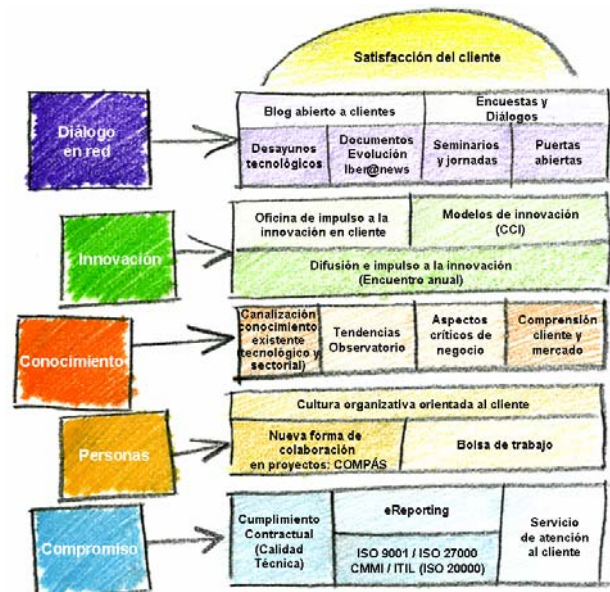 Satisfacción del cliente
Diálogo
en red
Blog abierto a clientes
Encuestas y
Diálogos
Desayunos
tecnológicos
Documentos
Evolución
Iber@news
Seminarios
y jornadas
Puertas
abiertas
Innovación
Oficina de impulso a la
innovación en cliente
Modelos de innovación
(CCI)
Difusión e impulso a la innovación
(Encuentro anual)
Conocimiento
Canalización
conocimiento
existente
(tecnológico y
sectorial)
Tendencias
Observatorio
Aspectos
críticos de
negocio
Comprensión
cliente y
mercado
Personas
Cultura organizativa orientada al cliente
Nueva forma de
colaboración
en proyectos: COMPÁS
Bolsa de trabajo
Compromiso
Cumplimiento
Contractual
(Calidad
Técnica)
eReporting
ISO 9001 / ISO 27000
CMMI / ITIL (ISO 20000)
Servicio
de atención
al cliente